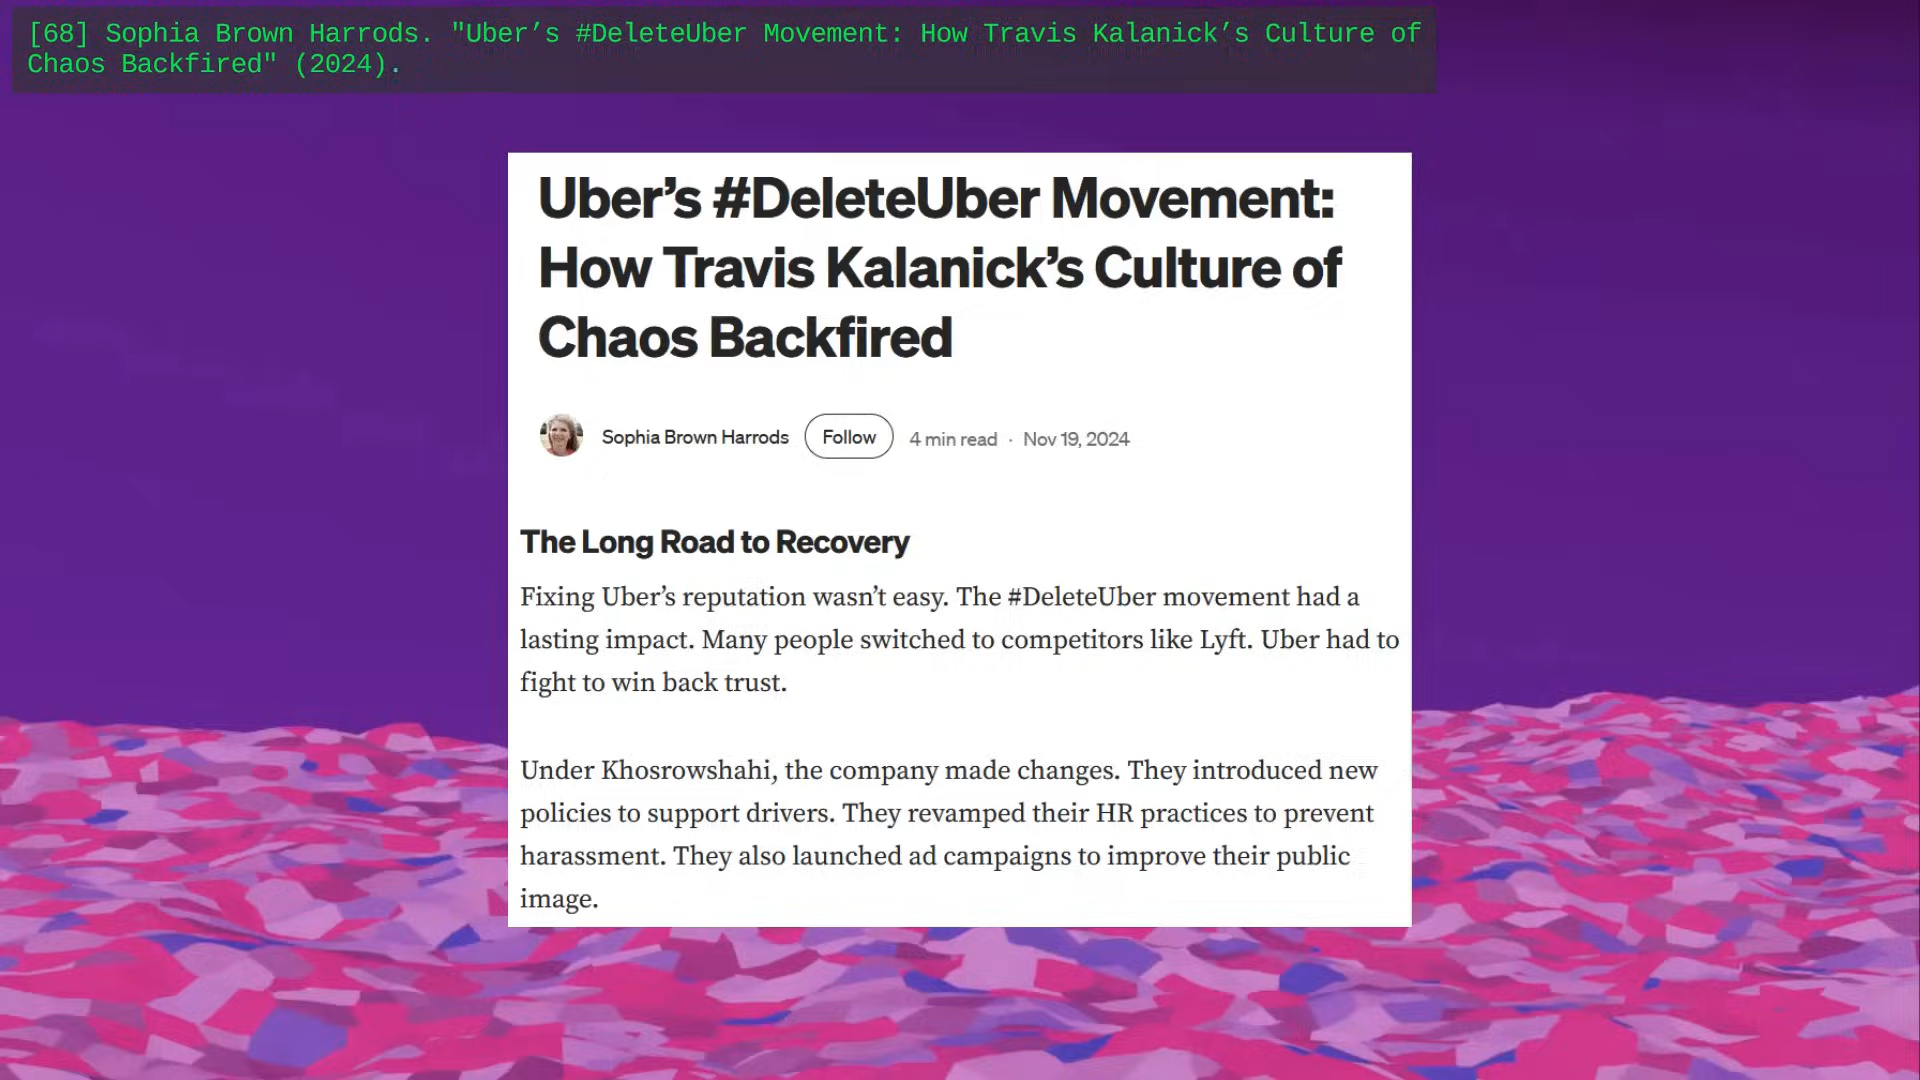 [68] Sophia Brown Harrods. "Uber’s #DeleteUber Movement: How Travis Kalanick’s Culture of
Chaos Backfired" (2024).
Uber’s #DeleteUber Movement:
How Travis Kalanick’s Culture of
Chaos Backfired
Sophia Brown Harrods Follow 4 min read · Nov 19, 2024
The Long Road to Recovery
Fixing Uber’s reputation wasn’t easy. The #DeleteUber movement had a
lasting impact. Many people switched to competitors like Lyft. Uber had to
fight to win back trust.
Under Khosrowshahi, the company made changes. They introduced new
policies to support drivers. They revamped their HR practices to prevent
harassment. They also launched ad campaigns to improve their public
image.